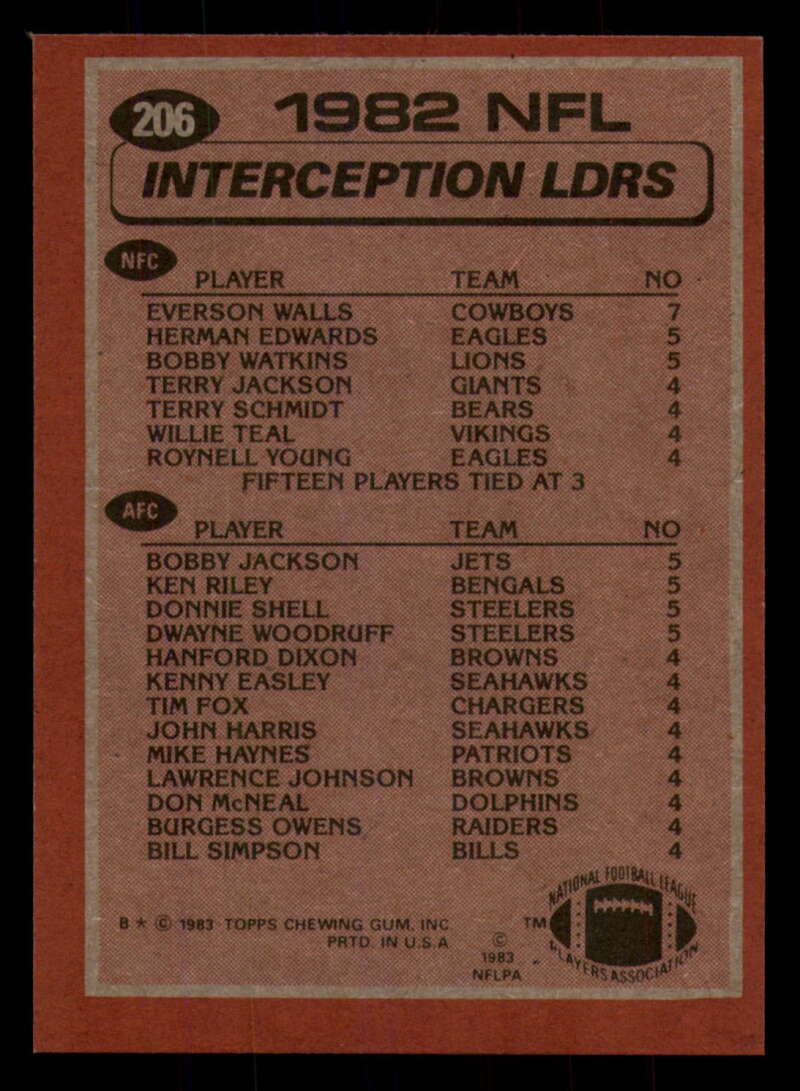 206 1982 NFL
INTERCEPTION LDRS
NFC
PLAYER TEAM NO
EVERSON WALLS COWBOYS 7
HERMAN EDWARDS EAGLES 5
BOBBY WATKINS LIONS 5
TERRY JACKSON GIANTS 4
TERRY SCHMIDT BEARS 4
WILLIE TEAL VIKINGS 4
ROYNELL YOUNG EAGLES 4
FIFTEEN PLAYERS TIED AT 3
AFC
PLAYER TEAM NO
BOBBY JACKSON JETS 5
KEN RILEY BENGALS 5
DONNIE SHELL STEELERS 5
DWAYNE WOODRUFF STEELERS 5
HANFORD DIXON BROWNS 4
KENNY EASLEY SEAHAWKS 4
TIM FOX CHARGERS 4
JOHN HARRIS SEAHAWKS 4
MIKE HAYNES PATRIOTS 4
LAWRENCE JOHNSON BROWNS 4
DON McNEAL DOLPHINS 4
BURGESS OWENS RAIDERS 4
BILL SIMPSON BILLS 4
B * © 1983 TOPPS CHEWING GUM, INC.
PRTD. IN U.S.A.
TM
©
1983
NFLPA
NATIONAL FOOTBALL LEAGUE
PLAYERS ASSOCIATION